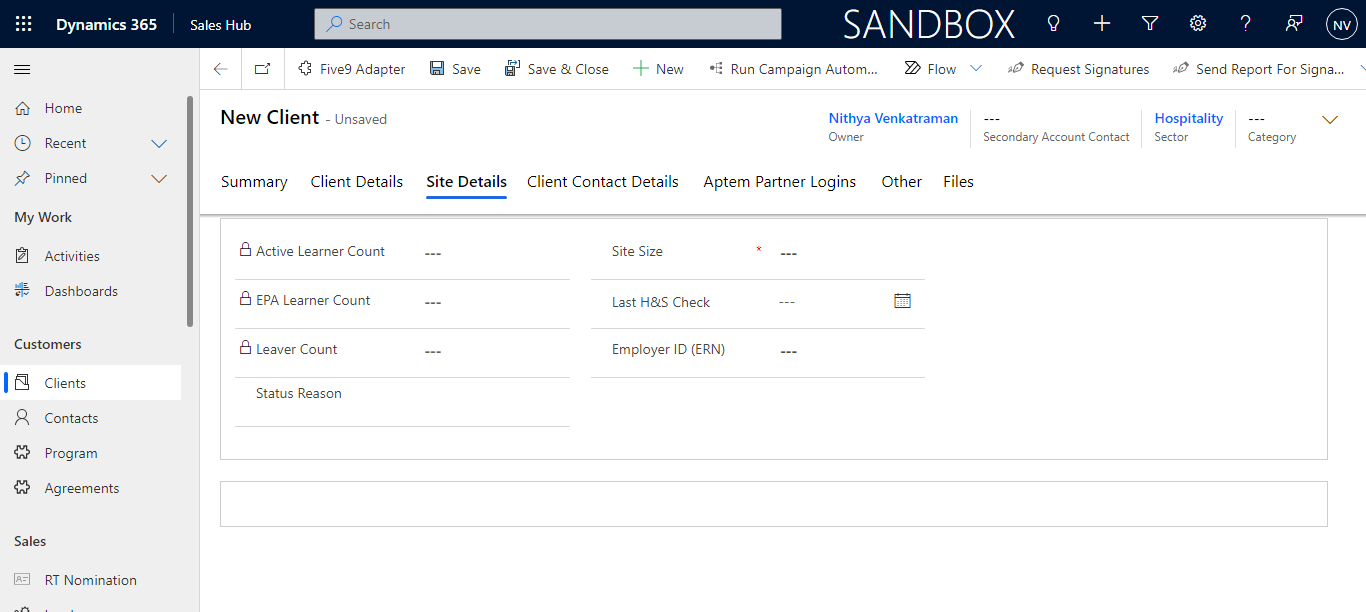 Dynamics 365 Sales Hub Search SANDBOX ? NV
Five9 Adapter Save Save & Close New Run Campaign Autom... Flow Request Signatures Send Report For Signa...
Home
Recent
Pinned
My Work
Activities
Dashboards
Customers
Clients
Contacts
Program
Agreements
Sales
RT Nomination
New Client - Unsaved
Nithya Venkatraman
Owner
---
Secondary Account Contact
Hospitality
Sector
---
Category
Summary Client Details Site Details Client Contact Details Aptem Partner Logins Other Files
Active Learner Count ---
EPA Learner Count ---
Leaver Count ---
Status Reason
Site Size * ---
Last H&S Check ---
Employer ID (ERN) ---